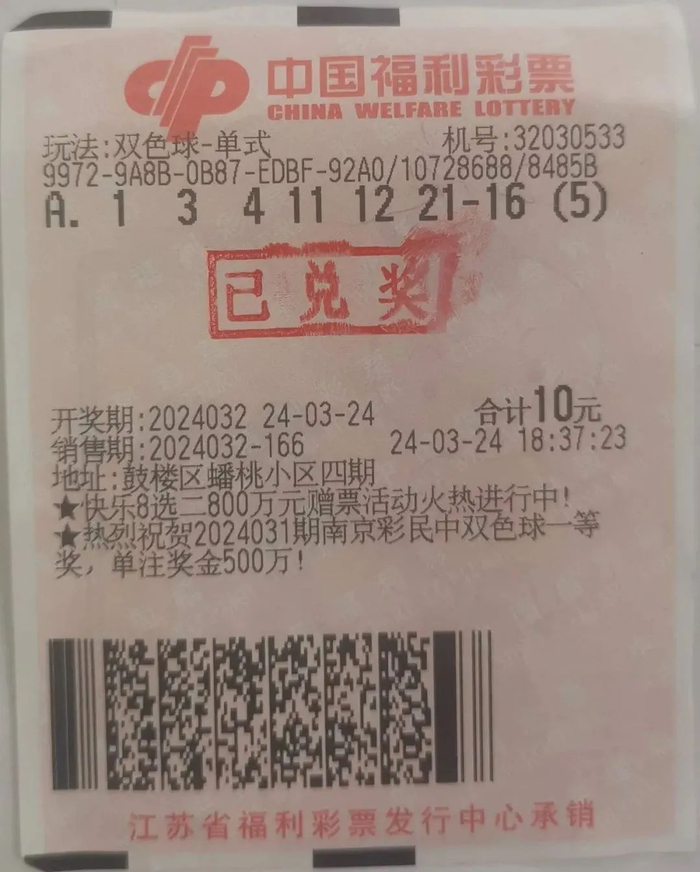 中国福利彩票
CHINA WELFARE LOTTERY
玩法:双色球-单式 机号:32030533
9972-9A8B-0B87-EDBF-92A0/10728688/8485B
A. 1 3 4 11 12 21-16 (5)
已兑奖
开奖期:2024032 24-03-24 合计10元
销售期:2024032-166 24-03-24 18:37:23
地址:鼓楼区蟠桃小区四期
★快乐8选二800万元赠票活动火热进行中!
★热烈祝贺2024031期南京彩民中双色球一等
奖，单注奖金500万!
江苏省福利彩票发行中心承销